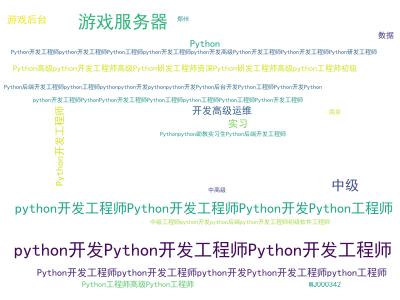 游戏后台
游戏服务器
郑州
数据
Python
Python开发工程师python开发工程师Python开发工程师python开发高级Python开发工程师Python开发工程师Python研发工程师
Python高级python开发工程师高级Python研发工程师资深Python研发工程师高级python开发工程师初级
Python后端开发工程师python工程师pythonpython开发pythonpython开发Python后台开发Python开发工程师Python开发Python
python开发工程师PythonPython开发工程师python工程师Python开发工程师Python开发工程师
开发高级运维
南京
实习
Pythonpython助教实习生Python后端开发工程师
Python开发工程师
中高级
中级
python开发工程师Python开发工程师Python开发Python工程师
中级工程师python开发python后端python开发工程师初级软件工程师
python开发Python开发工程师Python开发工程师
Python开发工程师python开发工程师python开发Python开发工程师
Python工程师高级Python工程师
J000342